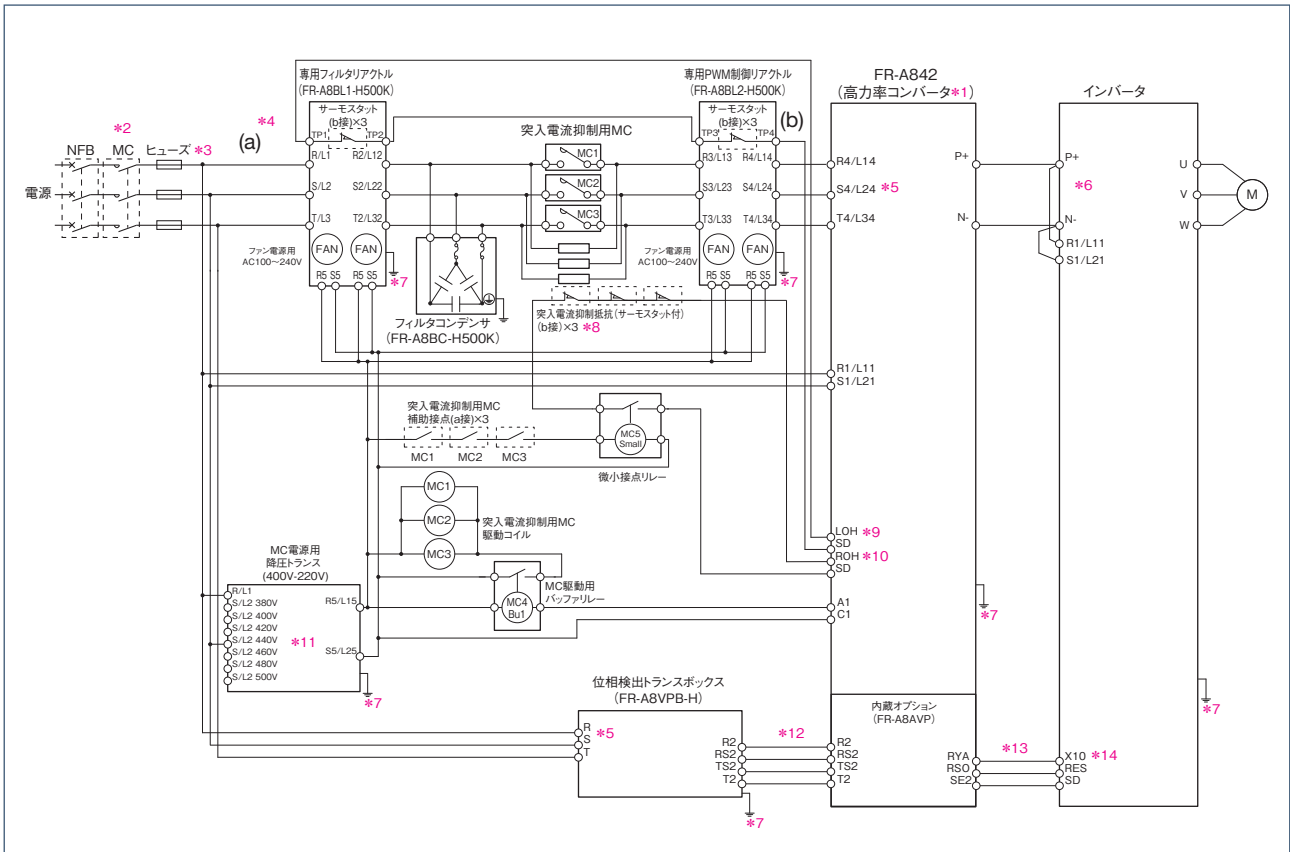 専用フィルタリアクトル
(FR-A8BL1-H500K)
専用PWM制御リアクトル
(FR-A8BL2-H500K)
FR-A842
(高力率コンバータ*1)
インバータ
サーモスタット
(b接)×3
サーモスタット
(b接)×3
*4
(a)
(b)
突入電流抑制用MC
TP1
TP2
TP3
TP4
*2
NFB
MC
ヒューズ *3
電源
R/L1
R2/L12
S/L2
S2/L22
T/L3
T2/L32
MC1
MC2
MC3
R3/L13
R4/L14
S3/L23
S4/L24
T3/L33
T4/L34
R4/L14
S4/L24 *5
T4/L34
P+
N-
P+
*6
N-
R1/L11
S1/L21
U
V
W
M
ファン電源用
AC100～240V
FAN
FAN
R5 S5
R5 S5
*7
ファン電源用
AC100～240V
FAN
FAN
R5 S5
R5 S5
*7
フィルタコンデンサ
(FR-A8BC-H500K)
突入電流抑制抵抗(サーモスタット付)
(b接)×3 *8
R1/L11
S1/L21
突入電流抑制用MC
補助接点(a接)×3
MC1
MC2
MC3
MC5
Small
微小接点リレー
MC1
MC2
MC3
突入電流抑制用MC
駆動コイル
LOH *9
SD
ROH *10
SD
MC電源用
降圧トランス
(400V-220V)
R/L1
S/L2 380V
S/L2 400V
S/L2 420V
S/L2 440V
S/L2 460V
S/L2 480V
S/L2 500V
R5/L15
*11
S5/L25
*7
MC4
Bu1
MC駆動用
バッファリレー
A1
C1
*7
*7
位相検出トランスボックス
(FR-A8VPB-H)
R
S
T
*5
R2
RS2
TS2
T2
*7
*12
内蔵オプション
(FR-A8AVP)
R2
RS2
TS2
T2
RYA
RSO
SE2
*13
X10 *14
RES
SD